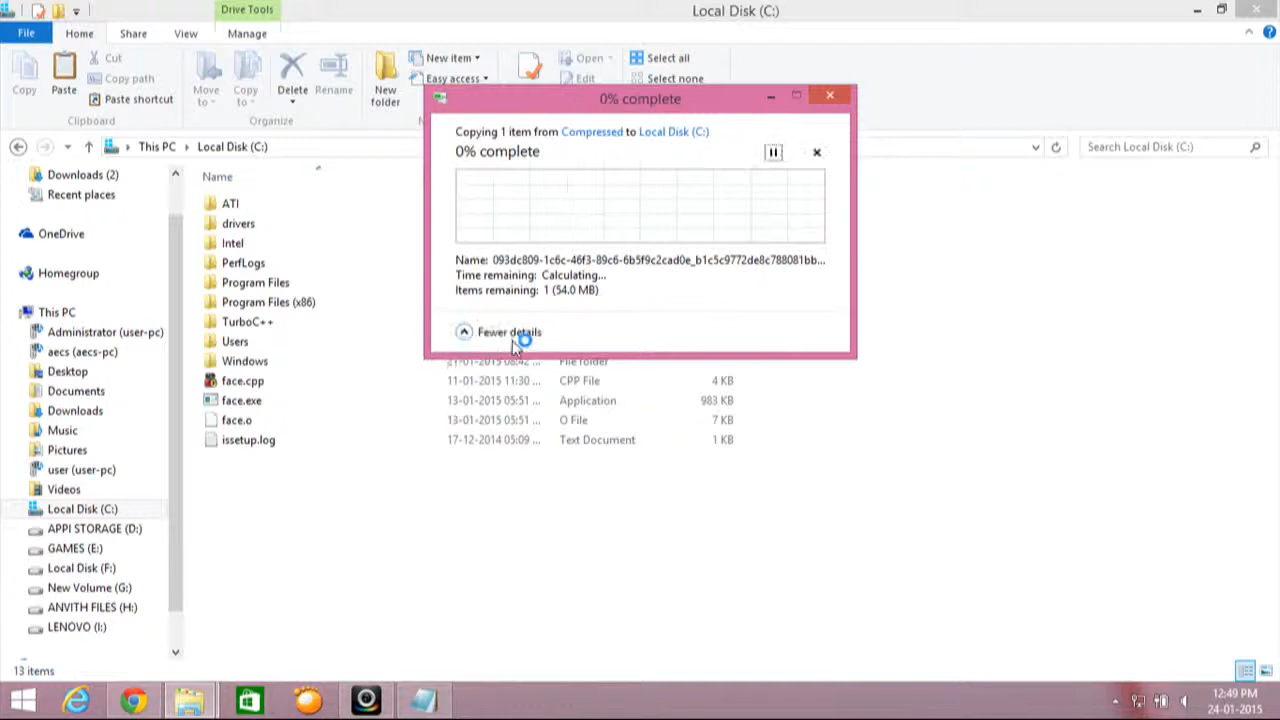 Drive Tools
Local Disk (C:)
File
Home
Share
View
Manage
Copy
Paste
Cut
Copy path
Paste shortcut
Clipboard
Move to
Copy to
Delete
Rename
Organize
New folder
New item
Easy access
Open
Edit
Select all
Select none
This PC
Local Disk (C:)
Search Local Disk (C:)
0% complete
Copying 1 item from Compressed to Local Disk (C:)
0% complete
Name: 093dc809-1c6c-46f3-89c6-6b5f9c2cad0e_b1c5c9772de8c788081bb...
Time remaining: Calculating...
Items remaining: 1 (54.0 MB)
Fewer details
Downloads (2)
Recent places
OneDrive
Homegroup
This PC
Administrator (user-pc)
aecs (aecs-pc)
Desktop
Documents
Downloads
Music
Pictures
user (user-pc)
Videos
Local Disk (C:)
APPI STORAGE (D:)
GAMES (E:)
Local Disk (F:)
New Volume (G:)
ANVITH FILES (H:)
LENOVO (I:)
Name
ATI
drivers
Intel
PerfLogs
Program Files
Program Files (x86)
TurboC++
Users
Windows
File folder
face.cpp 11-01-2015 11:30 ... CPP File 4 KB
face.exe 13-01-2015 05:51 ... Application 983 KB
face.o 13-01-2015 05:51 ... O File 7 KB
issetup.log 17-12-2014 05:09 ... Text Document 1 KB
13 items
12:49 PM
24-01-2015